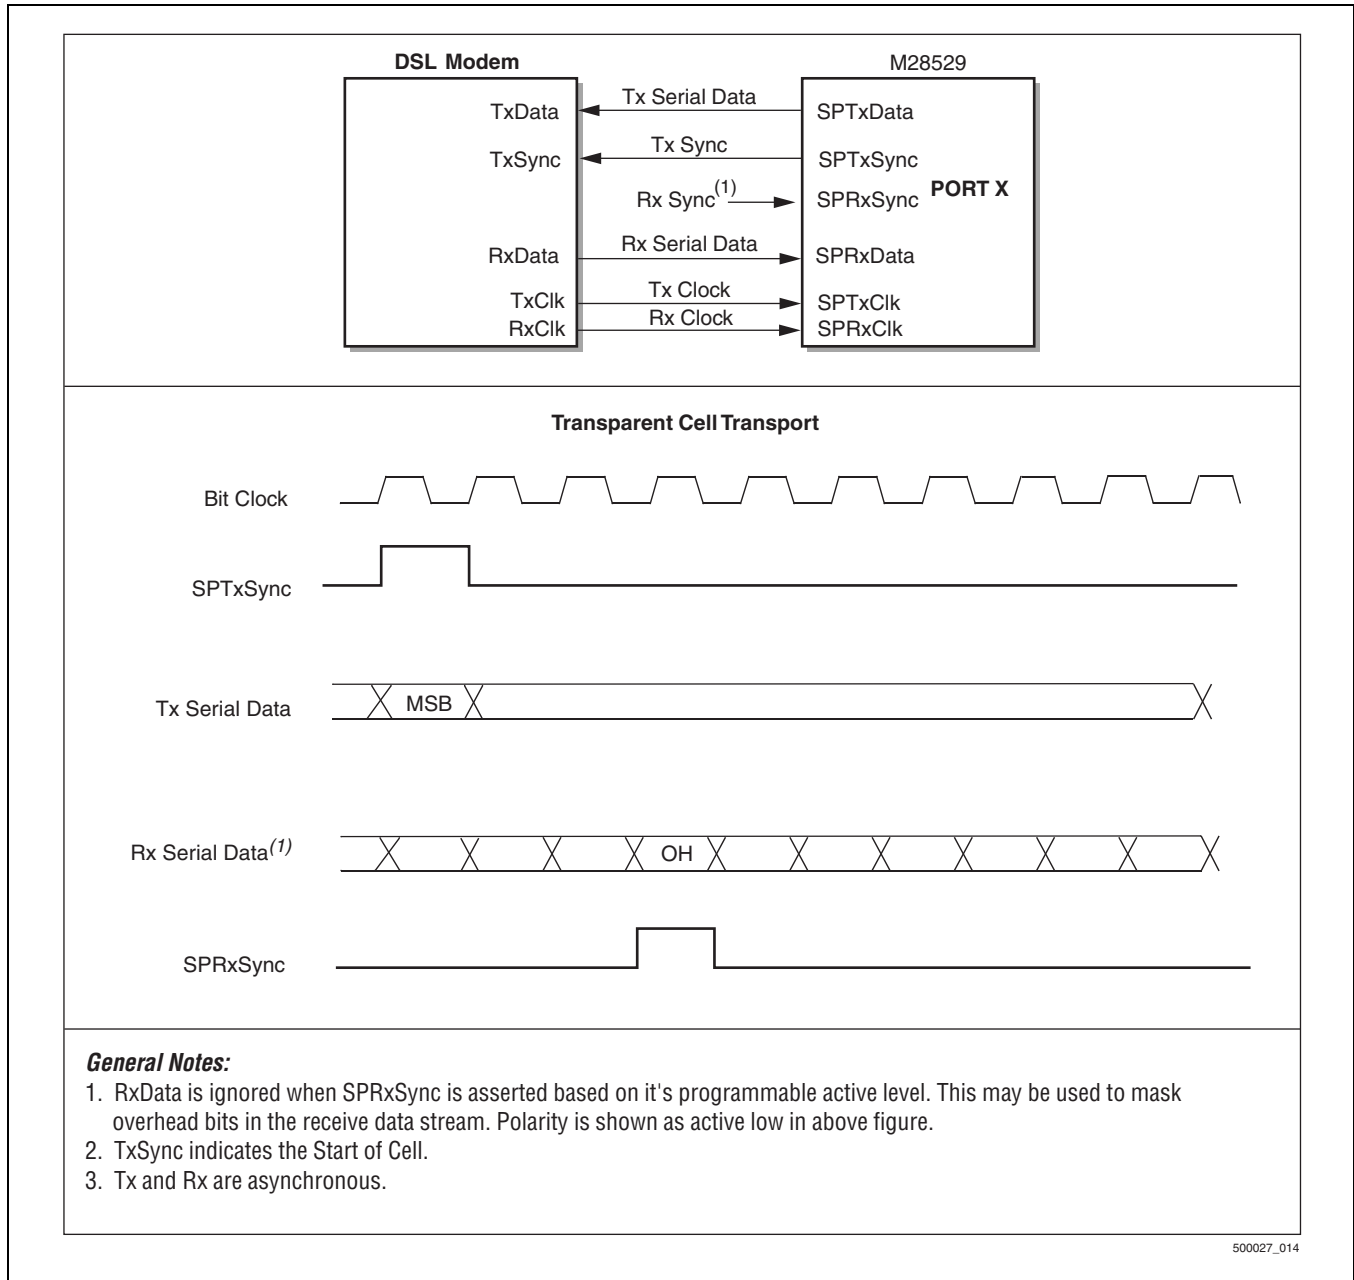 DSL Modem
M28529
TxData
Tx Serial Data
SPTxData
TxSync
Tx Sync
SPTxSync
Rx Sync(1)
SPRxSync
PORT X
RxData
Rx Serial Data
SPRxData
TxClk
Tx Clock
SPTxClk
RxClk
Rx Clock
SPRxClk
Transparent Cell Transport
Bit Clock
SPTxSync
Tx Serial Data
MSB
Rx Serial Data(1)
OH
SPRxSync
General Notes:
1. RxData is ignored when SPRxSync is asserted based on it's programmable active level. This may be used to mask
overhead bits in the receive data stream. Polarity is shown as active low in above figure.
2. TxSync indicates the Start of Cell.
3. Tx and Rx are asynchronous.
500027_014